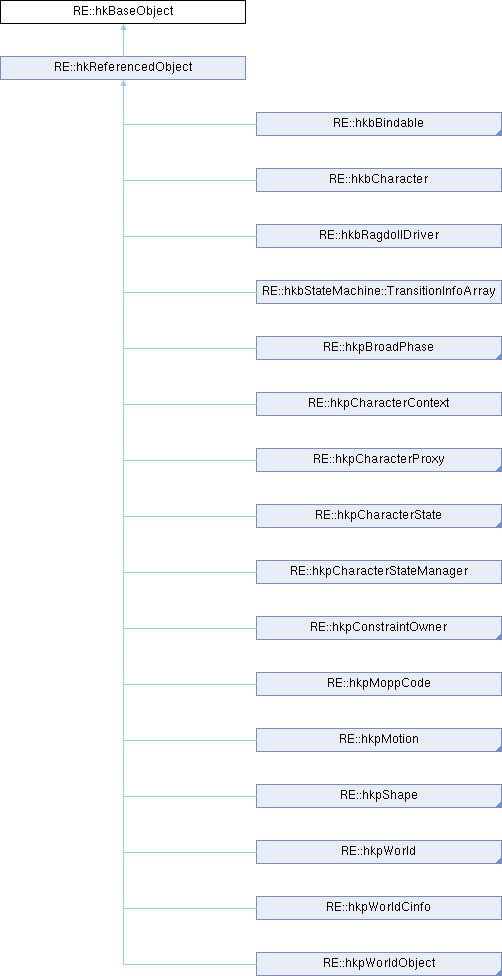 RE::hkBaseObject
RE::hkReferencedObject
RE::hkbBindable
RE::hkbCharacter
RE::hkbRagdollDriver
RE::hkbStateMachine::TransitionInfoArray
RE::hkpBroadPhase
RE::hkpCharacterContext
RE::hkpCharacterProxy
RE::hkpCharacterState
RE::hkpCharacterStateManager
RE::hkpConstraintOwner
RE::hkpMoppCode
RE::hkpMotion
RE::hkpShape
RE::hkpWorld
RE::hkpWorldCinfo
RE::hkpWorldObject